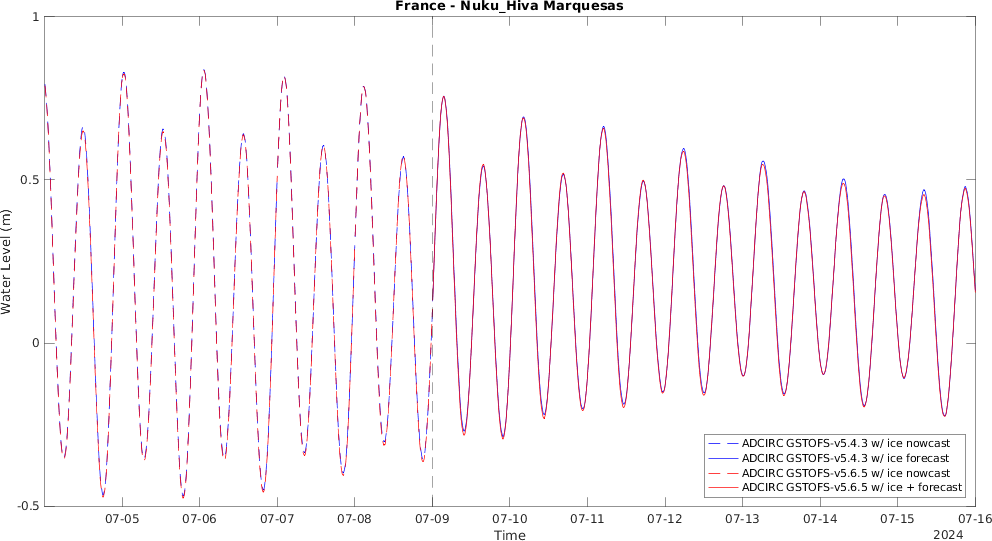 France - Nuku_Hiva Marquesas
1
0.5
0
-0.5
Water Level (m)
07-05
07-06
07-07
07-08
07-09
07-10
07-11
07-12
07-13
07-14
07-15
07-16
Time
2024
ADCIRC GSTOFS-v5.4.3 w/ ice nowcast
ADCIRC GSTOFS-v5.4.3 w/ ice forecast
ADCIRC GSTOFS-v5.6.5 w/ ice nowcast
ADCIRC GSTOFS-v5.6.5 w/ ice + forecast